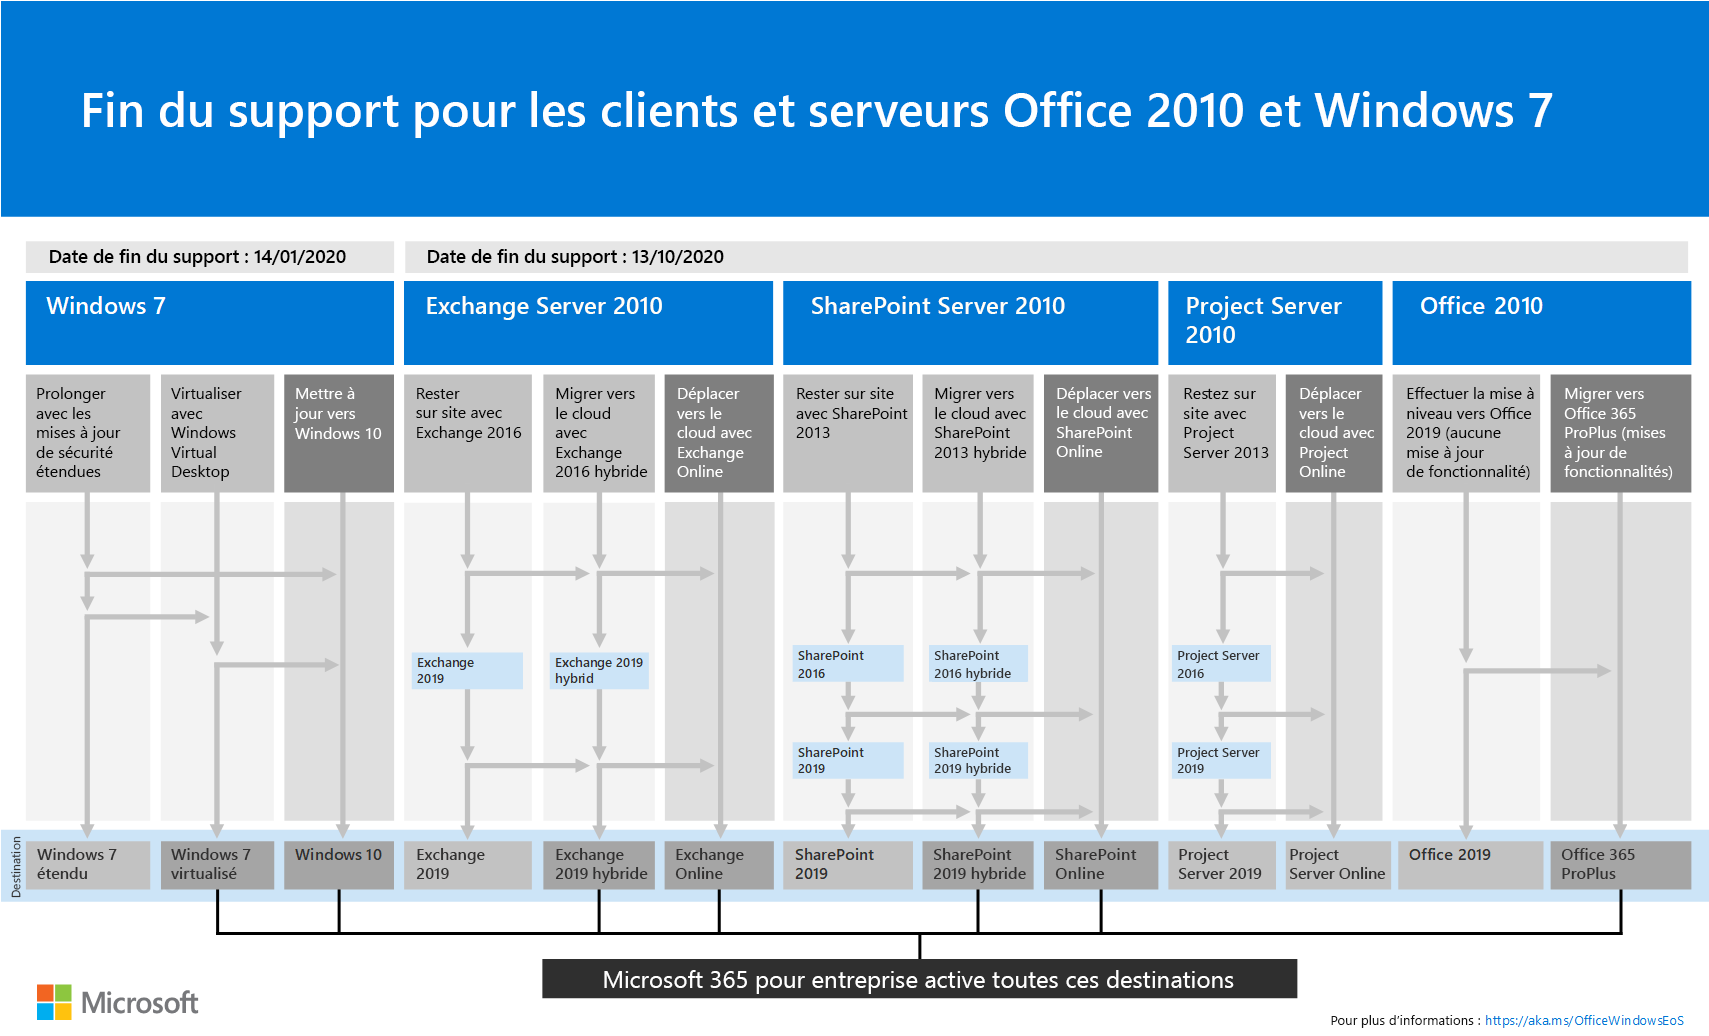 Fin du support pour les clients et serveurs Office 2010 et Windows 7
Date de fin du support : 14/01/2020
Date de fin du support : 13/10/2020
Windows 7
Exchange Server 2010
SharePoint Server 2010
Project Server
2010
Office 2010
Prolonger
avec les
mises à jour
de sécurité
étendues
Virtualiser
avec
Windows
Virtual
Desktop
Mettre à
jour vers
Windows 10
Rester
sur site avec
Exchange 2016
Migrer vers
le cloud
avec
Exchange
2016 hybride
Déplacer
vers le
cloud avec
Exchange
Online
Rester sur site
avec SharePoint
2013
Migrer vers
le cloud avec
SharePoint
2013 hybride
Déplacer vers
le cloud avec
SharePoint
Online
Restez sur
site avec
Project
Server 2013
Déplacer
vers le
cloud avec
Project
Online
Effectuer la mise à
niveau vers Office
2019 (aucune
mise à jour
de fonctionnalité)
Migrer vers
Office 365
ProPlus (mises
à jour de
fonctionnalités)
Exchange
2019
Exchange 2019
hybrid
SharePoint
2016
SharePoint
2016 hybride
Project Server
2016
SharePoint
2019
SharePoint
2019 hybride
Project Server
2019
Destination
Windows 7
étendu
Windows 7
virtualisé
Windows 10
Exchange
2019
Exchange
2019 hybride
Exchange
Online
SharePoint
2019
SharePoint
2019 hybride
SharePoint
Online
Project
Server 2019
Project
Server Online
Office 2019
Office 365
ProPlus
Microsoft 365 pour entreprise active toutes ces destinations
Microsoft
Pour plus d’informations : https://aka.ms/OfficeWindowsEoS